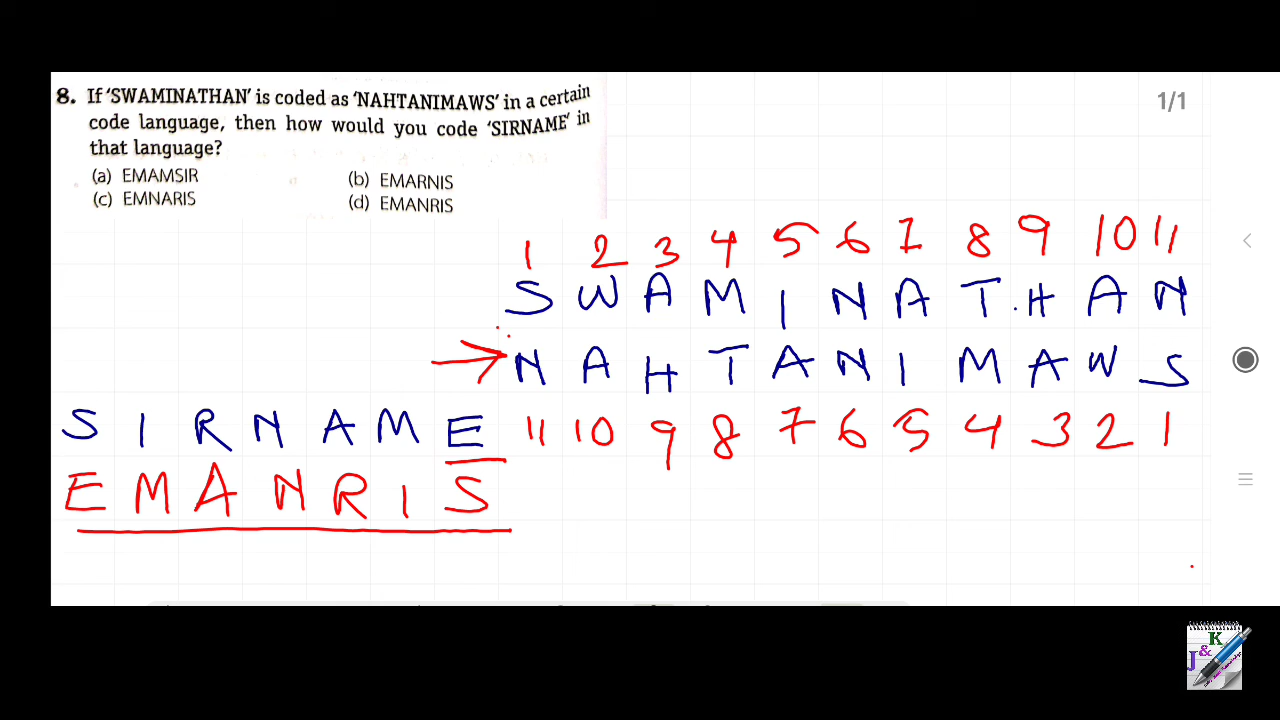 8. If ‘SWAMINATHAN’ is coded as ‘NAHTANIMAWS’ in a certain
code language, then how would you code ‘SIRNAME’ in
that language?
(a) EMAMSIR (b) EMARNIS
(c) EMNARIS (d) EMANRIS
1/1
1 2 3 4 5 6 7 8 9 10 11
S W A M I N A T H A N
N A H T A N I M A W S
S I R N A M E 11 10 9 8 7 6 5 4 3 2 1
E M A N R I S
J & K